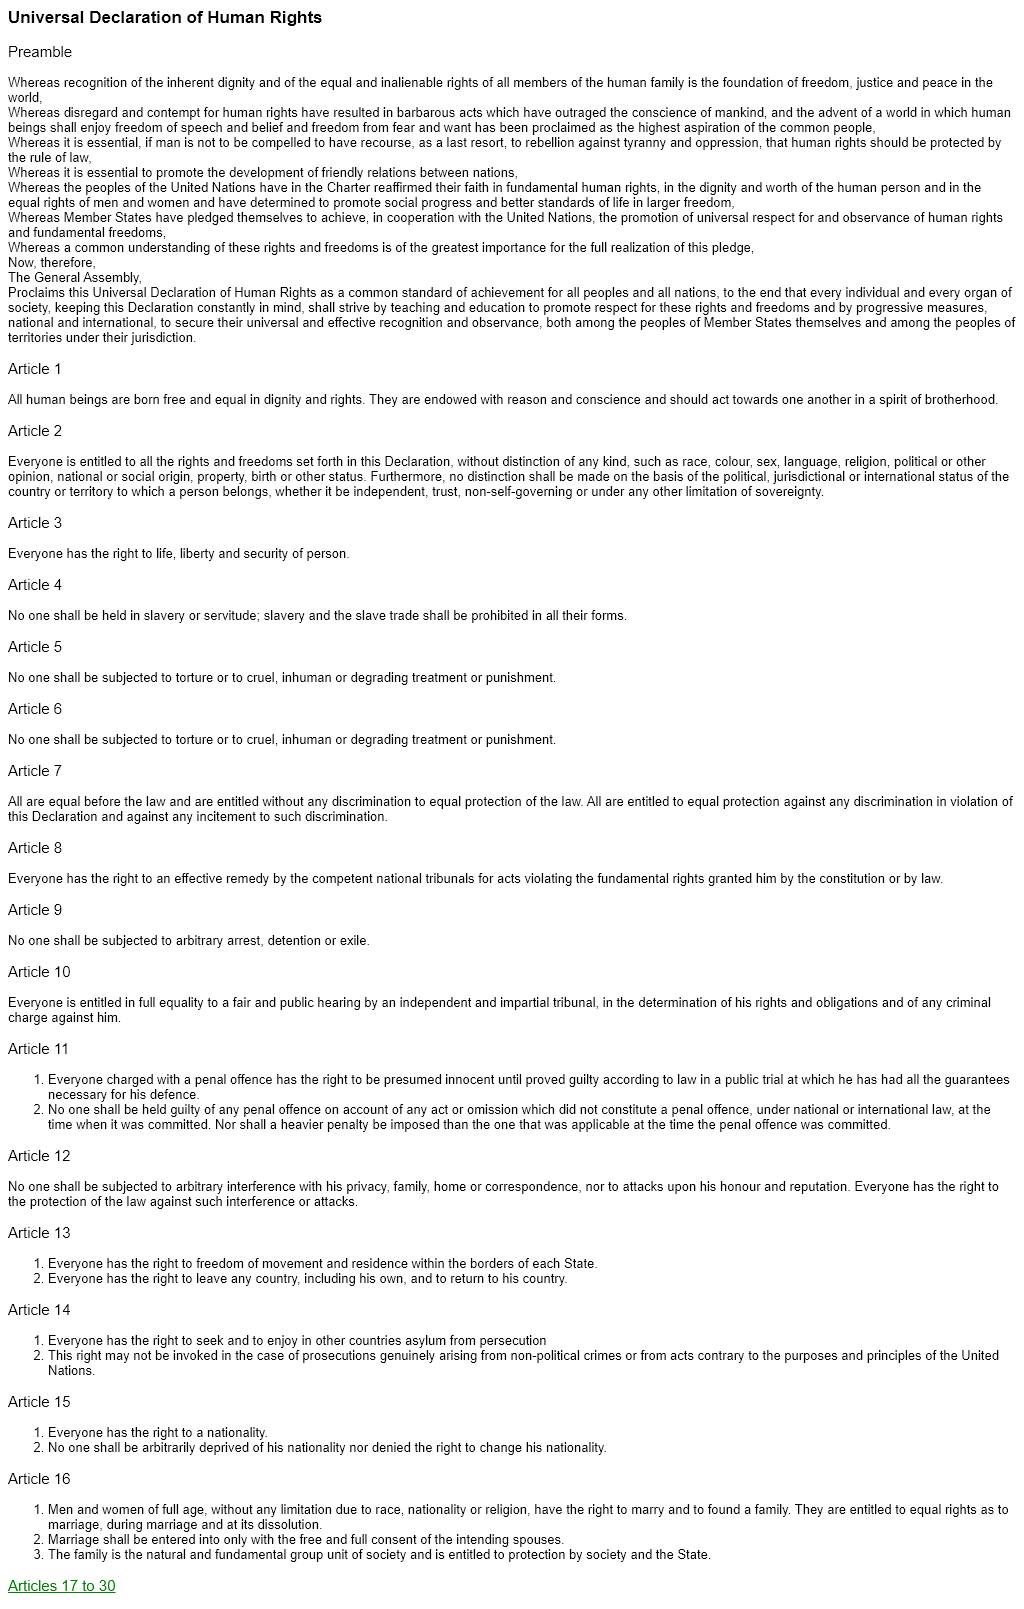 Universal Declaration of Human Rights
Preamble
Whereas recognition of the inherent dignity and of the equal and inalienable rights of all members of the human family is the foundation of freedom, justice and peace in the
world,
Whereas disregard and contempt for human rights have resulted in barbarous acts which have outraged the conscience of mankind, and the advent of a world in which human
beings shall enjoy freedom of speech and belief and freedom from fear and want has been proclaimed as the highest aspiration of the common people,
Whereas it is essential, if man is not to be compelled to have recourse, as a last resort, to rebellion against tyranny and oppression, that human rights should be protected by
the rule of law,
Whereas it is essential to promote the development of friendly relations between nations,
Whereas the peoples of the United Nations have in the Charter reaffirmed their faith in fundamental human rights, in the dignity and worth of the human person and in the
equal rights of men and women and have determined to promote social progress and better standards of life in larger freedom,
Whereas Member States have pledged themselves to achieve, in cooperation with the United Nations, the promotion of universal respect for and observance of human rights
and fundamental freedoms,
Whereas a common understanding of these rights and freedoms is of the greatest importance for the full realization of this pledge,
Now, therefore,
The General Assembly,
Proclaims this Universal Declaration of Human Rights as a common standard of achievement for all peoples and all nations, to the end that every individual and every organ of
society, keeping this Declaration constantly in mind, shall strive by teaching and education to promote respect for these rights and freedoms and by progressive measures,
national and international, to secure their universal and effective recognition and observance, both among the peoples of Member States themselves and among the peoples of
territories under their jurisdiction.
Article 1
All human beings are born free and equal in dignity and rights. They are endowed with reason and conscience and should act towards one another in a spirit of brotherhood.
Article 2
Everyone is entitled to all the rights and freedoms set forth in this Declaration, without distinction of any kind, such as race, colour, sex, language, religion, political or other
opinion, national or social origin, property, birth or other status. Furthermore, no distinction shall be made on the basis of the political, jurisdictional or international status of the
country or territory to which a person belongs, whether it be independent, trust, non-self-governing or under any other limitation of sovereignty.
Article 3
Everyone has the right to life, liberty and security of person.
Article 4
No one shall be held in slavery or servitude; slavery and the slave trade shall be prohibited in all their forms.
Article 5
No one shall be subjected to torture or to cruel, inhuman or degrading treatment or punishment.
Article 6
No one shall be subjected to torture or to cruel, inhuman or degrading treatment or punishment.
Article 7
All are equal before the law and are entitled without any discrimination to equal protection of the law. All are entitled to equal protection against any discrimination in violation of
this Declaration and against any incitement to such discrimination.
Article 8
Everyone has the right to an effective remedy by the competent national tribunals for acts violating the fundamental rights granted him by the constitution or by law.
Article 9
No one shall be subjected to arbitrary arrest, detention or exile.
Article 10
Everyone is entitled in full equality to a fair and public hearing by an independent and impartial tribunal, in the determination of his rights and obligations and of any criminal
charge against him.
Article 11
1. Everyone charged with a penal offence has the right to be presumed innocent until proved guilty according to law in a public trial at which he has had all the guarantees
necessary for his defence.
2. No one shall be held guilty of any penal offence on account of any act or omission which did not constitute a penal offence, under national or international law, at the
time when it was committed. Nor shall a heavier penalty be imposed than the one that was applicable at the time the penal offence was committed.
Article 12
No one shall be subjected to arbitrary interference with his privacy, family, home or correspondence, nor to attacks upon his honour and reputation. Everyone has the right to
the protection of the law against such interference or attacks.
Article 13
1. Everyone has the right to freedom of movement and residence within the borders of each State.
2. Everyone has the right to leave any country, including his own, and to return to his country.
Article 14
1. Everyone has the right to seek and to enjoy in other countries asylum from persecution
2. This right may not be invoked in the case of prosecutions genuinely arising from non-political crimes or from acts contrary to the purposes and principles of the United
Nations.
Article 15
1. Everyone has the right to a nationality.
2. No one shall be arbitrarily deprived of his nationality nor denied the right to change his nationality.
Article 16
1. Men and women of full age, without any limitation due to race, nationality or religion, have the right to marry and to found a family. They are entitled to equal rights as to
marriage, during marriage and at its dissolution.
2. Marriage shall be entered into only with the free and full consent of the intending spouses.
3. The family is the natural and fundamental group unit of society and is entitled to protection by society and the State.
Articles 17 to 30